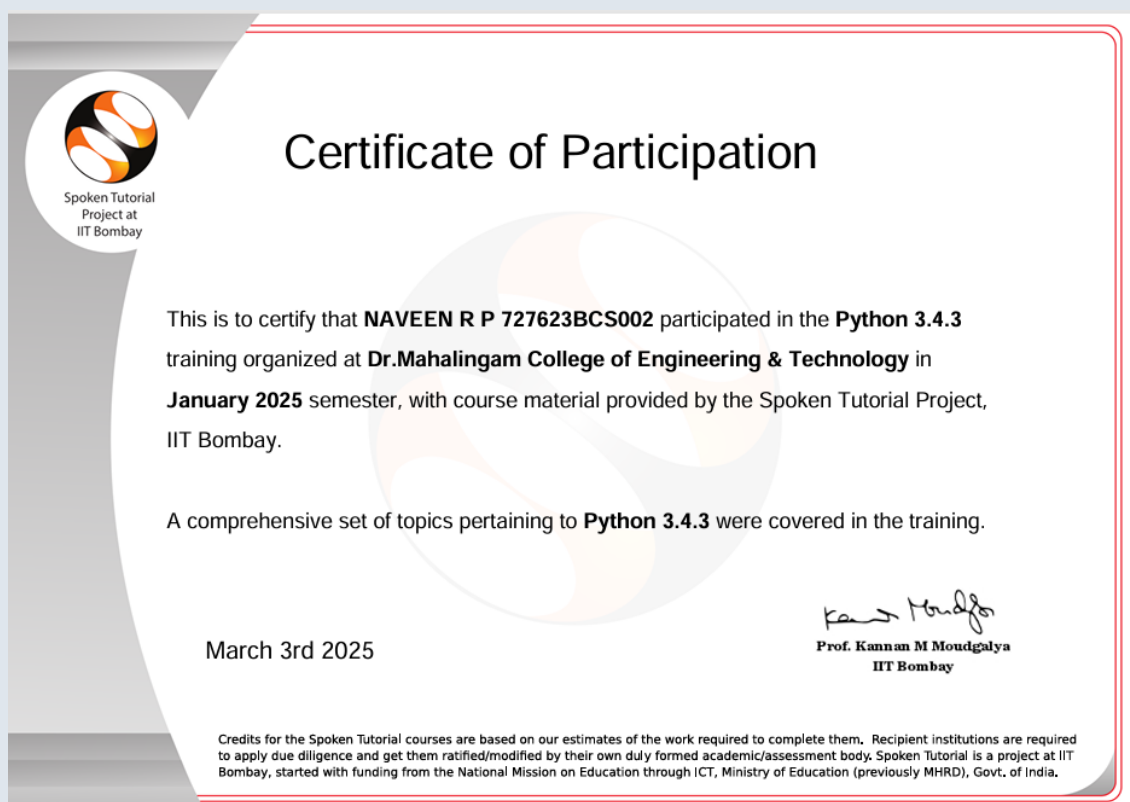 Spoken Tutorial
Project at
IIT Bombay
Certificate of Participation
This is to certify that NAVEEN R P 727623BCS002 participated in the Python 3.4.3
training organized at Dr.Mahalingam College of Engineering & Technology in
January 2025 semester, with course material provided by the Spoken Tutorial Project,
IIT Bombay.
A comprehensive set of topics pertaining to Python 3.4.3 were covered in the training.
March 3rd 2025
Prof. Kannan M Moudgalya
IIT Bombay
Credits for the Spoken Tutorial courses are based on our estimates of the work required to complete them. Recipient institutions are required
to apply due diligence and get them ratified/modified by their own duly formed academic/assessment body. Spoken Tutorial is a project at IIT
Bombay, started with funding from the National Mission on Education through ICT, Ministry of Education (previously MHRD), Govt. of India.